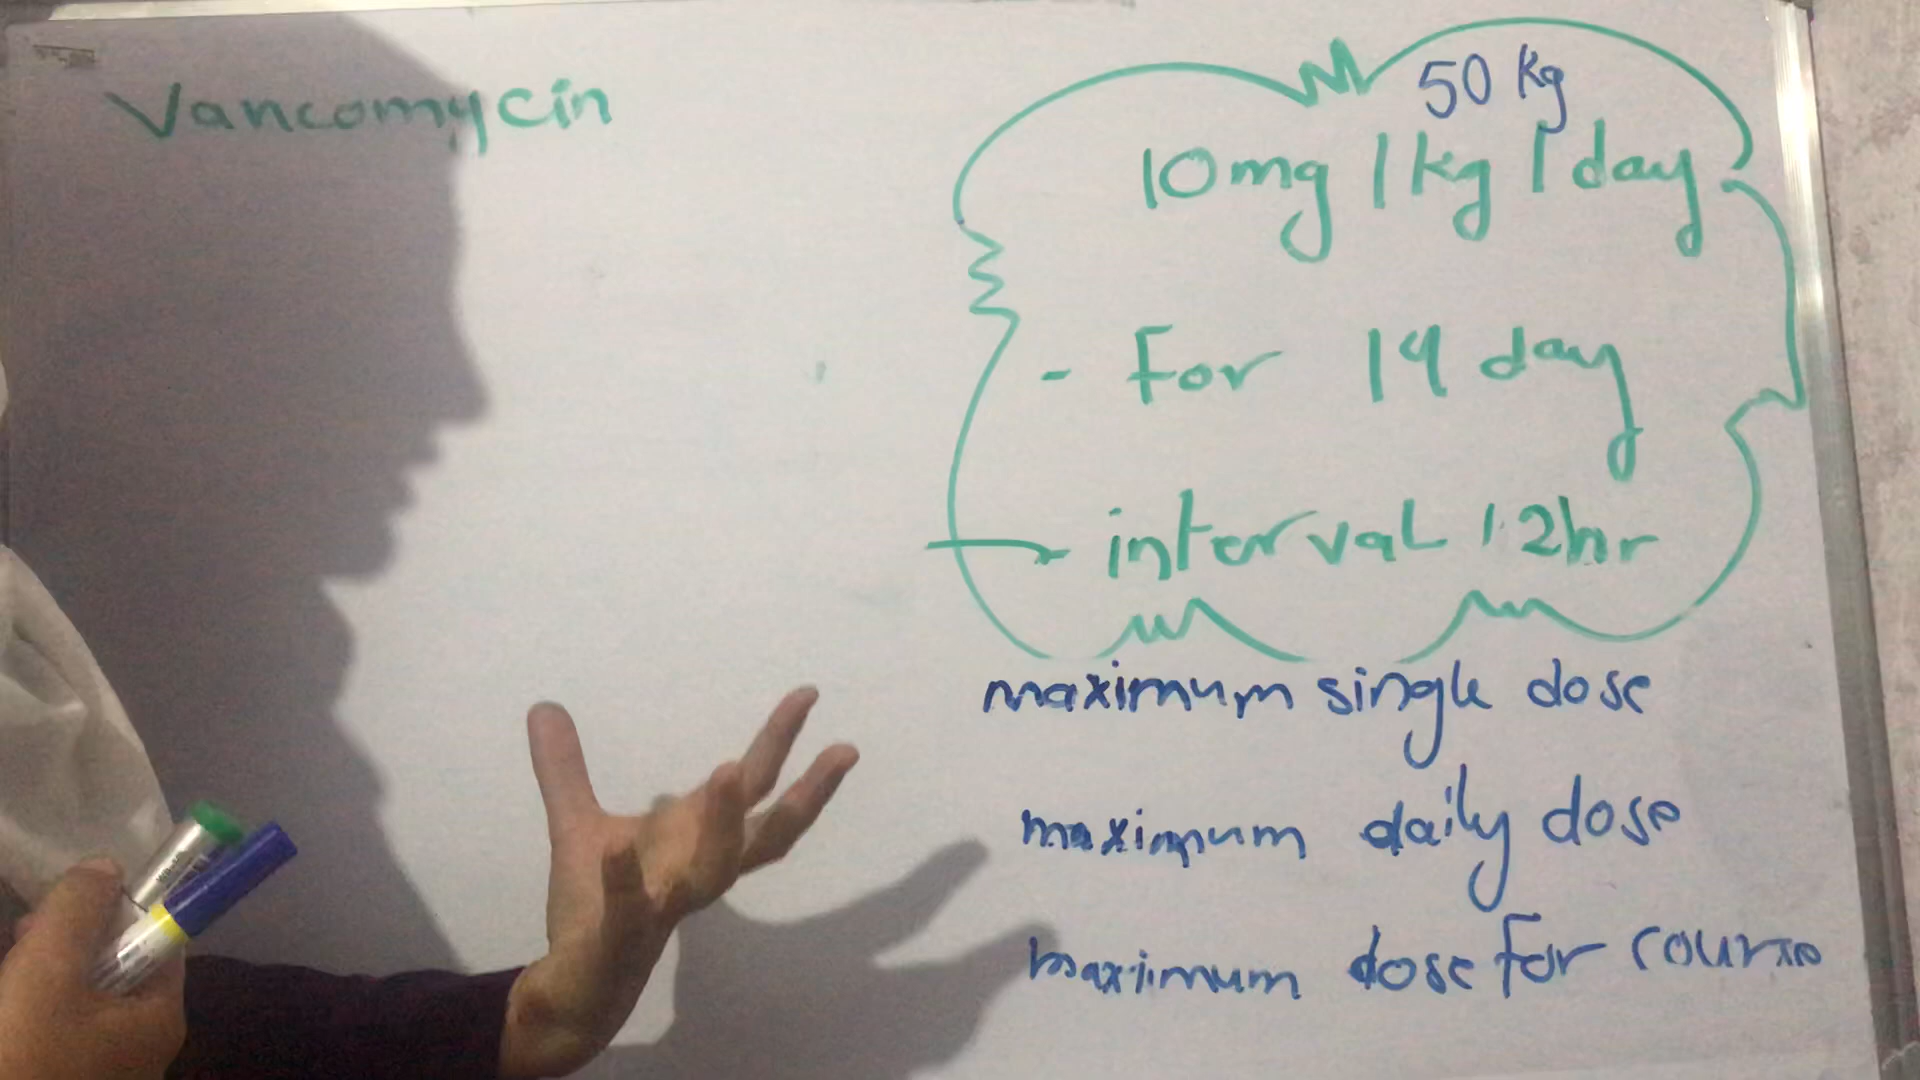 Vancomycin
50 kg
10mg / kg / day
- For 14 day
interval 12hr
maximum single dose
maximum daily dose
maximum dose for course